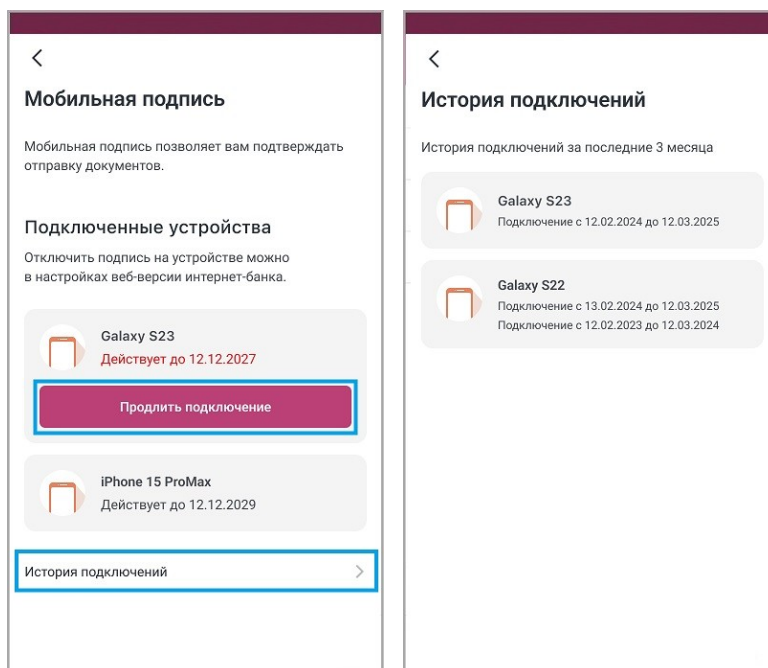 Мобильная подпись
Мобильная подпись позволяет вам подтверждать
отправку документов.
Подключенные устройства
Отключить подпись на устройстве можно
в настройках веб-версии интернет-банка.
Galaxy S23
Действует до 12.12.2027
Продлить подключение
iPhone 15 ProMax
Действует до 12.12.2029
История подключений
История подключений
История подключений за последние 3 месяца
Galaxy S23
Подключение с 12.02.2024 до 12.03.2025
Galaxy S22
Подключение с 13.02.2024 до 12.03.2025
Подключение с 12.02.2023 до 12.03.2024